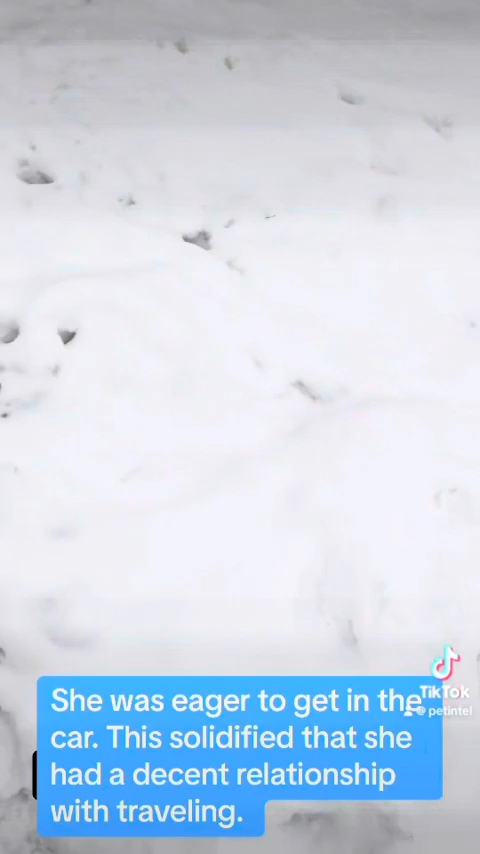 She was eager to get in the
car. This solidified that she
had a decent relationship
with traveling.
TikTok
@ petintel